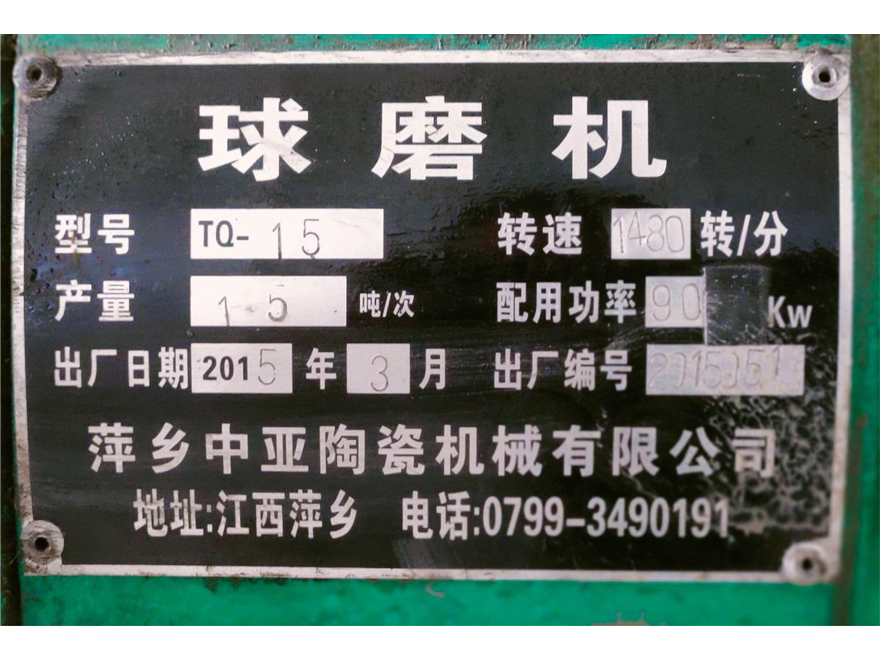 球磨机
型号 TQ-15 转速 1480 转/分
产量 15 吨/次 配用功率 90 Kw
出厂日期 2015 年 3 月 出厂编号 2015051
萍乡中亚陶瓷机械有限公司
地址:江西萍乡 电话:0799-3490191